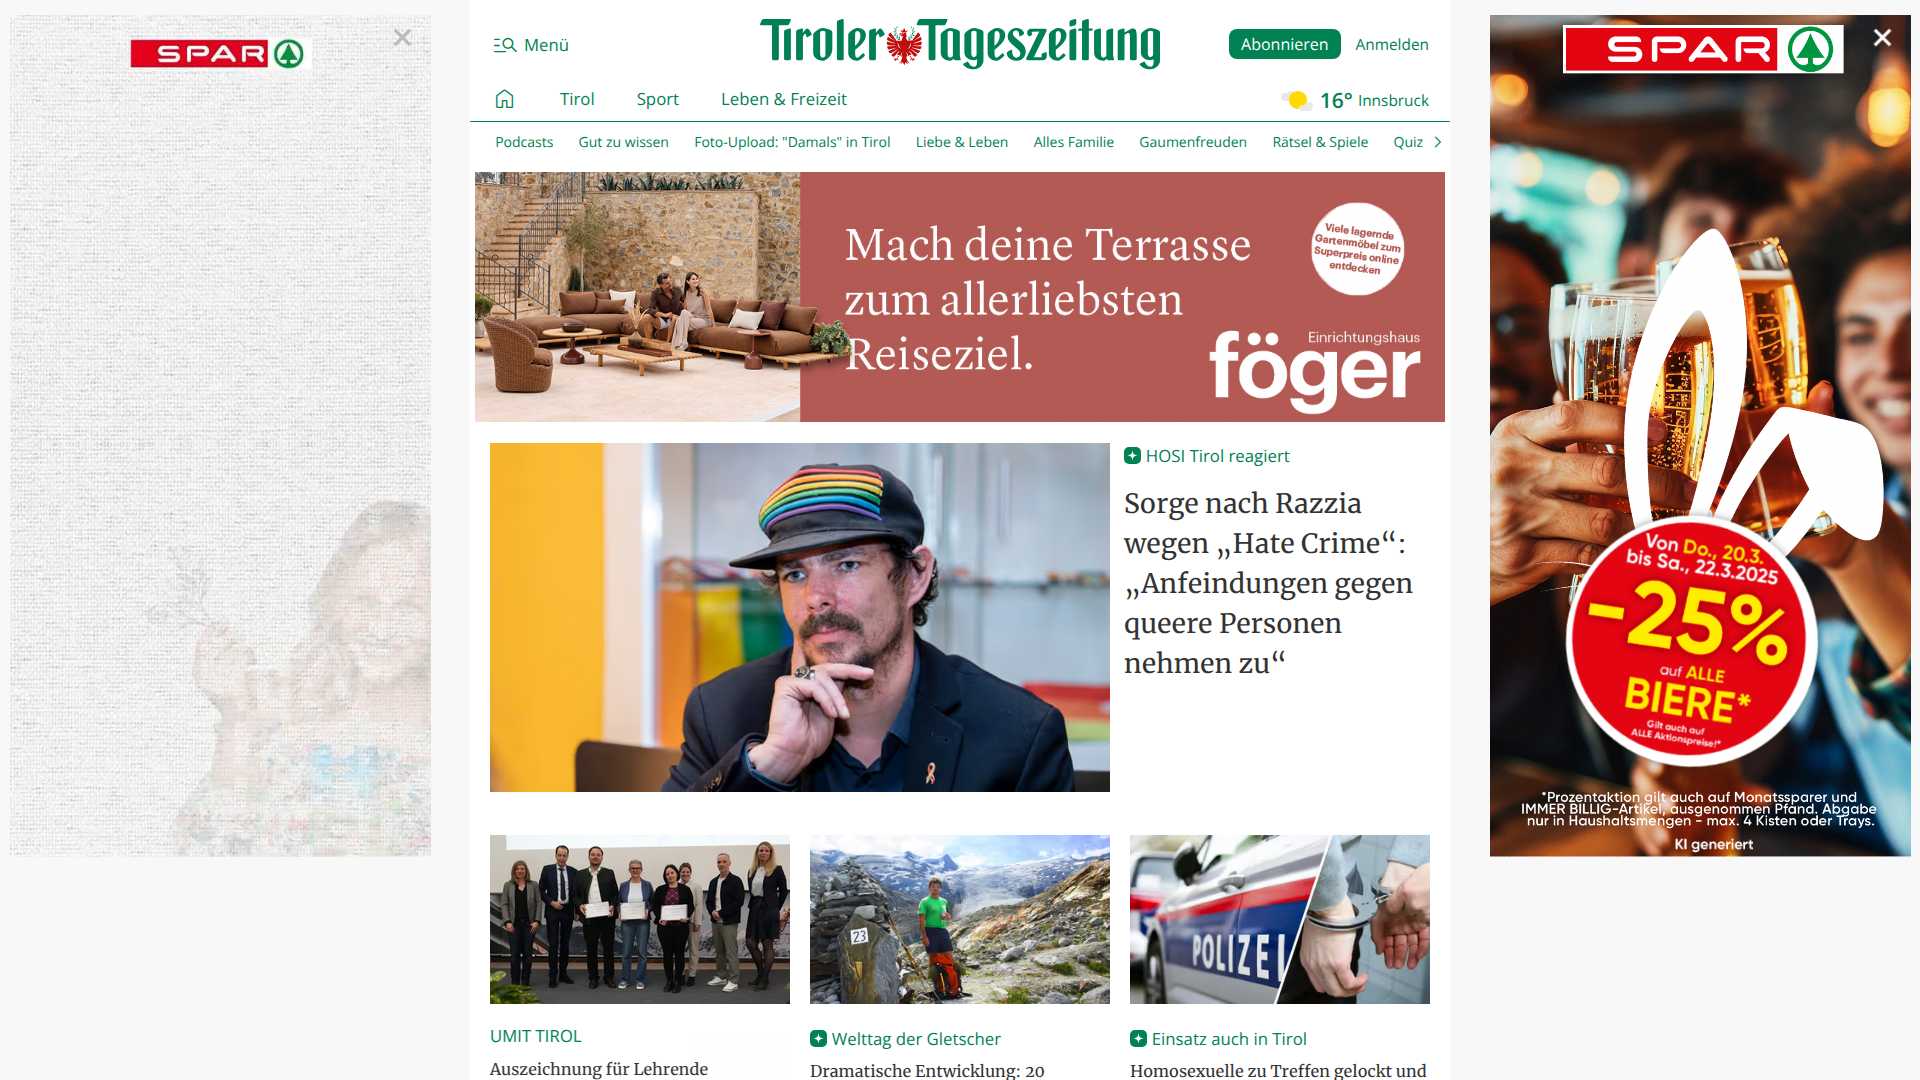 SPAR
Menü
Tiroler Tageszeitung
Abonnieren
Anmelden
Tirol
Sport
Leben & Freizeit
16° Innsbruck
Podcasts
Gut zu wissen
Foto-Upload: "Damals" in Tirol
Liebe & Leben
Alles Familie
Gaumenfreuden
Rätsel & Spiele
Quiz
Mach deine Terrasse
zum allerliebsten
Reiseziel.
Viele lagernde
Gartenmöbel zum
Superpreis online
entdecken
Einrichtungshaus
föger
HOSI Tirol reagiert
Sorge nach Razzia
wegen „Hate Crime“:
„Anfeindungen gegen
queere Personen
nehmen zu“
23
POLIZEI
UMIT TIROL
Auszeichnung für Lehrende
Welttag der Gletscher
Dramatische Entwicklung: 20
Einsatz auch in Tirol
Homosexuelle zu Treffen gelockt und
SPAR
Von Do., 20.3.
bis Sa., 22.3.2025
-25%
auf ALLE
BIERE*
Gilt auch auf
ALLE Aktionspreise!*
*Prozentaktion gilt auch auf Monatssparer und
IMMER BILLIG-Artikel, ausgenommen Pfand. Abgabe
nur in Haushaltsmengen - max. 4 Kisten oder Trays.
KI generiert